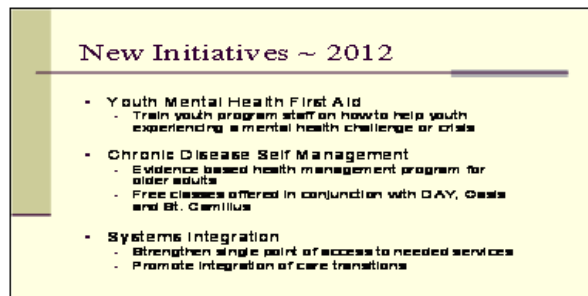 New Initiatives ~ 2012
- Youth Mental Health First Aid
- Train youth program staff on how to help youth
experiencing a mental health challenge or crisis
- Chronic Disease Self Management
- Evidence based health management program for
older adults
- Free classes offered in conjunction with DAY, Oasis
and St. Camillus
- Systems Integration
- Strengthen single point of access to needed services
- Promote integration of care transitions